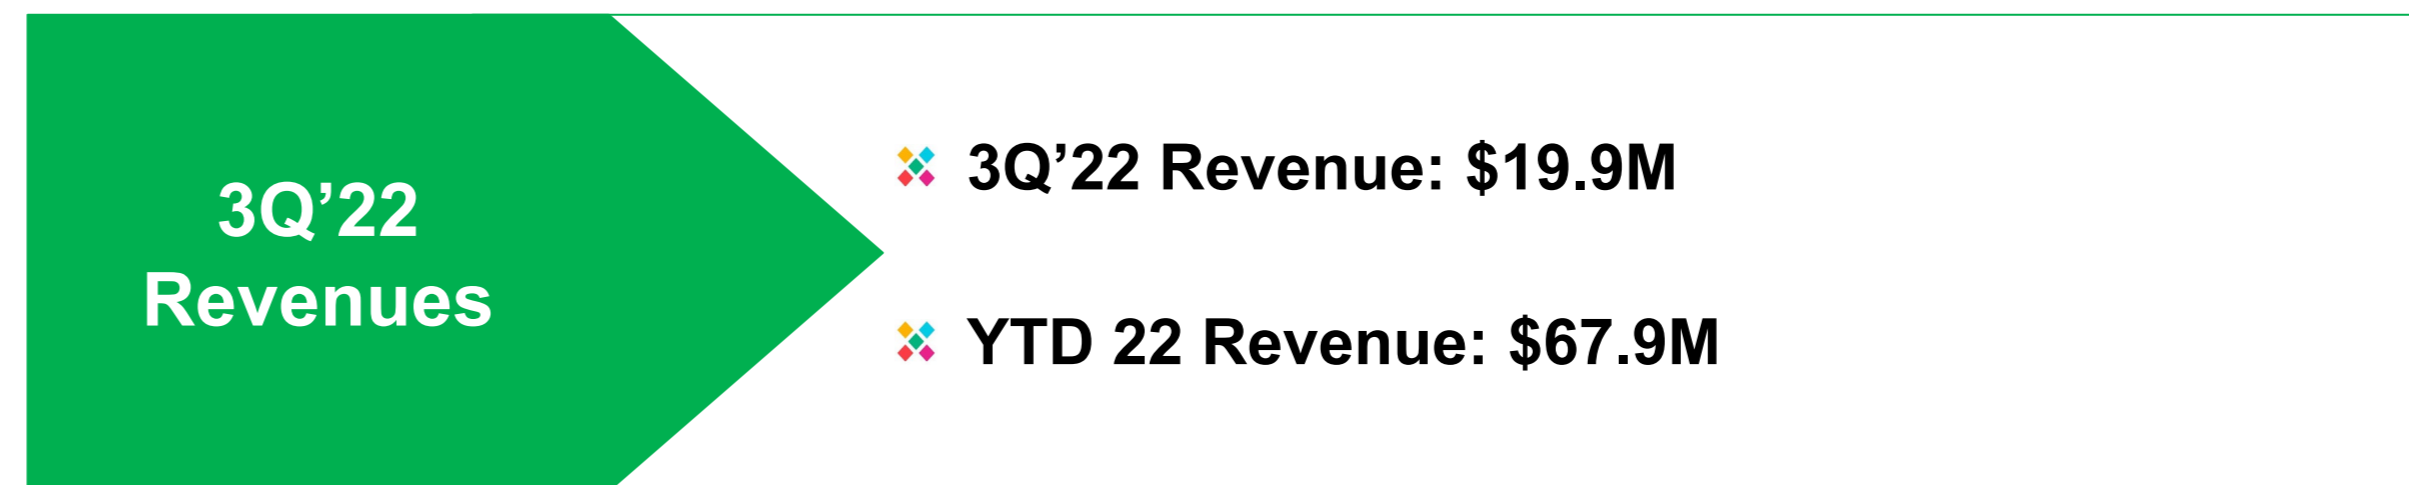 3Q’22
Revenues
3Q’22 Revenue: $19.9M
YTD 22 Revenue: $67.9M